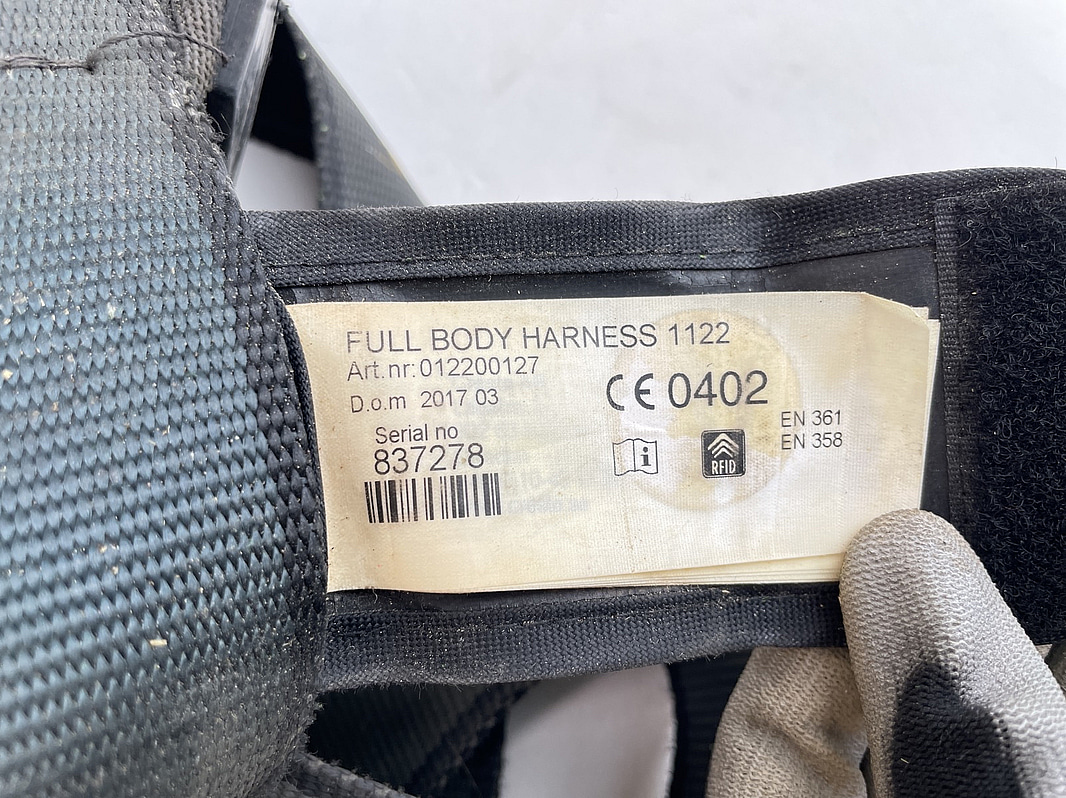 FULL BODY HARNESS 1122
Art.nr:012200127
D.o.m 2017 03
CE 0402
EN 361
EN 358
Serial no
837278
RFID